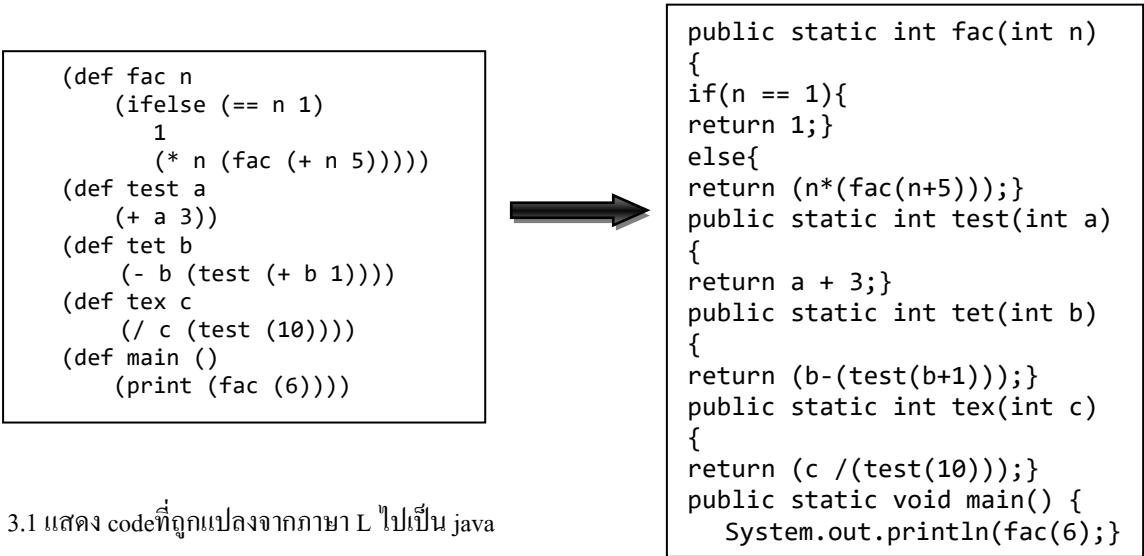 (def fac n
(ifelse (== n 1)
1
(* n (fac (+ n 5)))))
(def test a
(+ a 3))
(def tet b
(- b (test (+ b 1))))
(def tex c
(/ c (test (10))))
(def main ()
(print (fac (6))))
public static int fac(int n)
{
if(n == 1){
return 1;}
else{
return (n*(fac(n+5)));}
public static int test(int a)
{
return a + 3;}
public static int tet(int b)
{
return (b-(test(b+1)));}
public static int tex(int c)
{
return (c /(test(10)));}
public static void main() {
System.out.println(fac(6);}
3.1 แสดง codeที่ถูกแปลงจากภาษา L ไปเป็น java